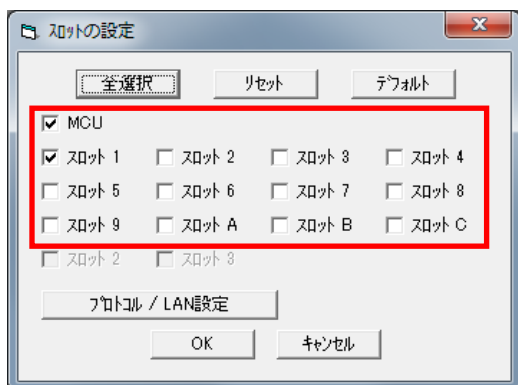 スロットの設定
全選択 リセット デフォルト
MCU
スロット 1 スロット 2 スロット 3 スロット 4
スロット 5 スロット 6 スロット 7 スロット 8
スロット 9 スロット A スロット B スロット C
スロット 2 スロット 3
プロトコル / LAN設定
OK キャンセル